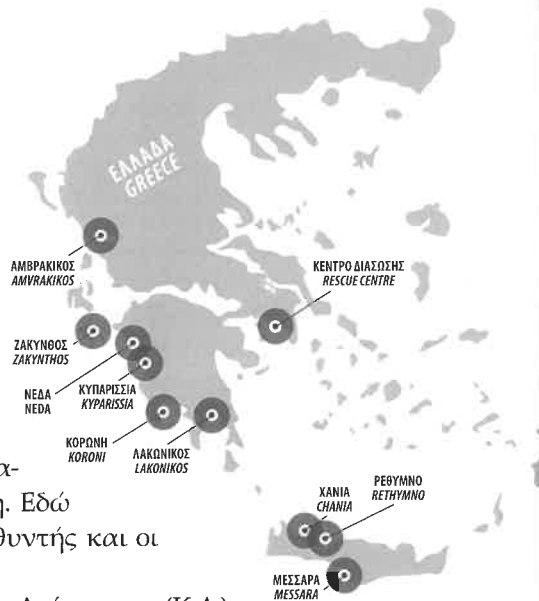 ΕΛΛΑΔΑ
GREECE
ΑΜΒΡΑΚΙΚΟΣ
AMVRAKIKOS
ΚΕΝΤΡΟ ΔΙΑΣΩΣΗΣ
RESCUE CENTRE
ΖΑΚΥΝΘΟΣ
ZAKYNTHOS
ΝΕΔΑ
NEDA
ΚΥΠΑΡΙΣΣΙΑ
KYPARISSIA
ΚΟΡΩΝΗ
KORONI
ΛΑΚΩΝΙΚΟΣ
LAKONIKOS
ΧΑΝΙΑ
CHANIA
ΡΕΘΥΜΝΟ
RETHYMNO
ΜΕΣΣΑΡΑ
MESSARA
α-
η. Εδώ
θυντής και οι